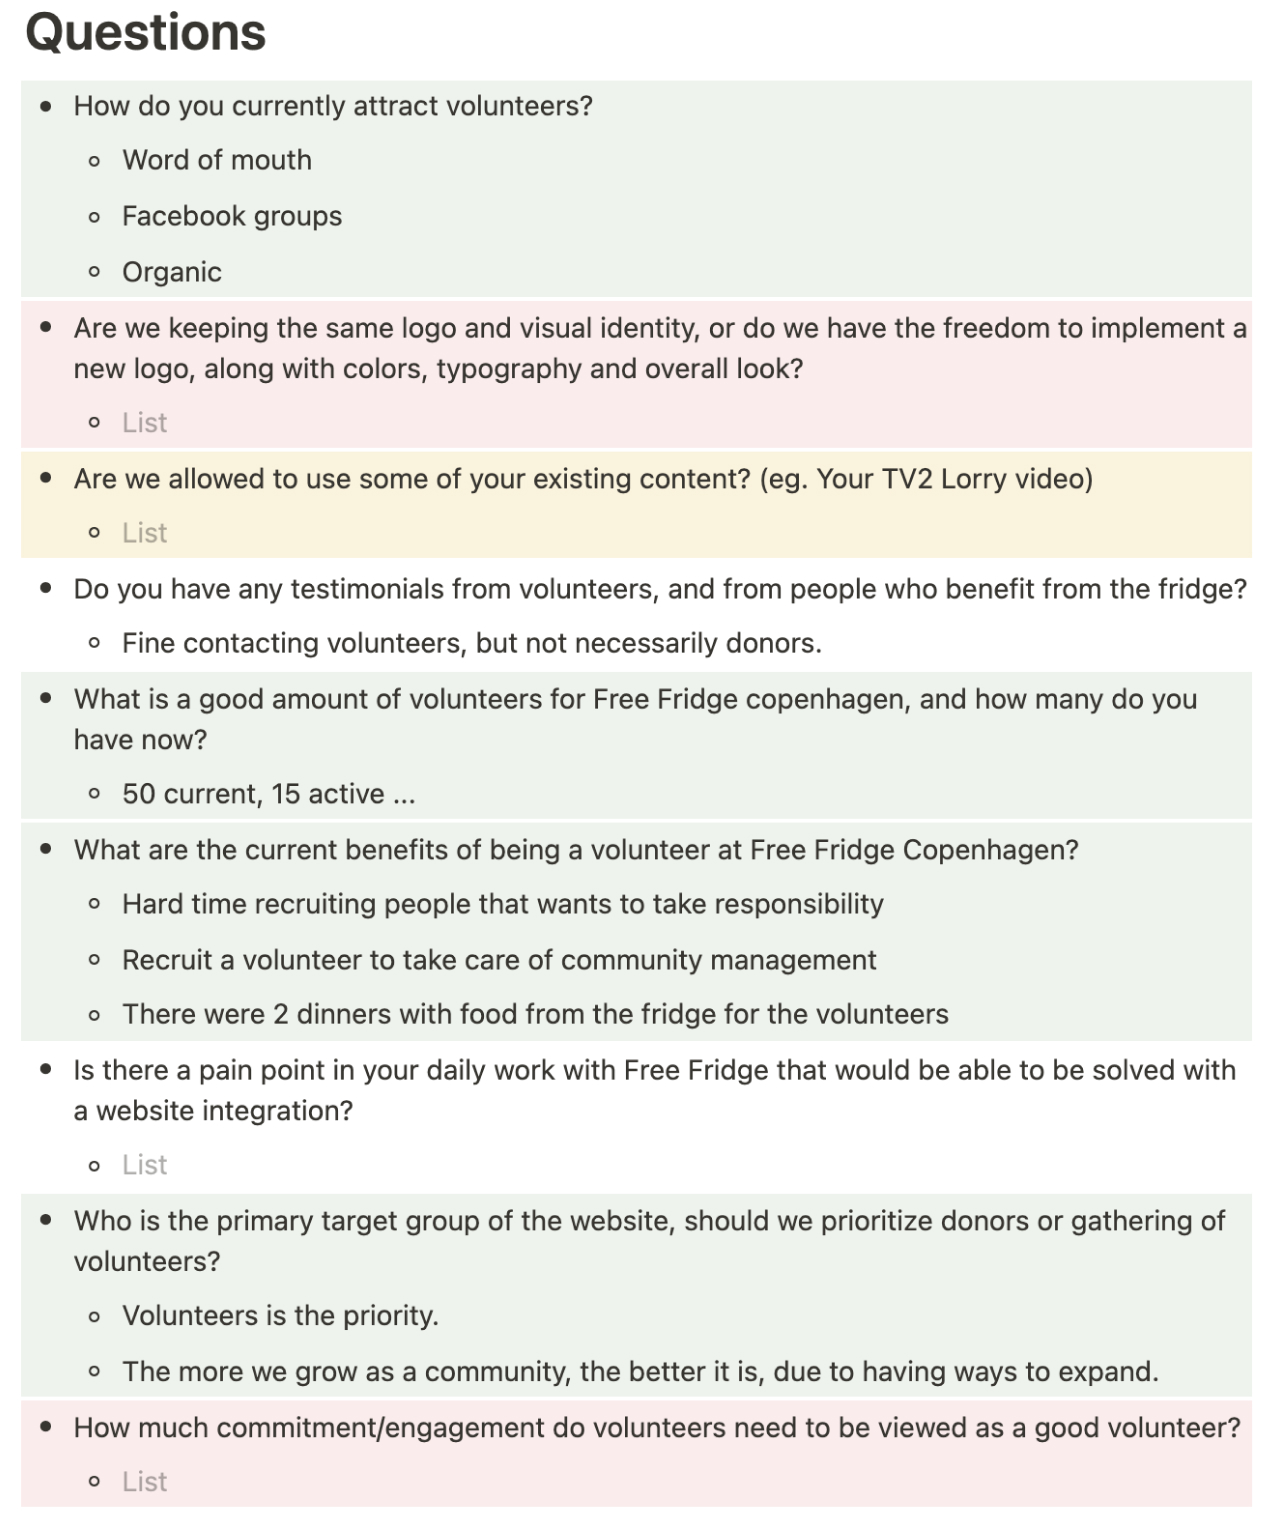 Questions
How do you currently attract volunteers?
Word of mouth
Facebook groups
Organic
Are we keeping the same logo and visual identity, or do we have the freedom to implement a
new logo, along with colors, typography and overall look?
List
Are we allowed to use some of your existing content? (eg. Your TV2 Lorry video)
List
Do you have any testimonials from volunteers, and from people who benefit from the fridge?
Fine contacting volunteers, but not necessarily donors.
What is a good amount of volunteers for Free Fridge copenhagen, and how many do you
have now?
50 current, 15 active ...
What are the current benefits of being a volunteer at Free Fridge Copenhagen?
Hard time recruiting people that wants to take responsibility
Recruit a volunteer to take care of community management
There were 2 dinners with food from the fridge for the volunteers
Is there a pain point in your daily work with Free Fridge that would be able to be solved with
a website integration?
List
Who is the primary target group of the website, should we prioritize donors or gathering of
volunteers?
Volunteers is the priority.
The more we grow as a community, the better it is, due to having ways to expand.
How much commitment/engagement do volunteers need to be viewed as a good volunteer?
List